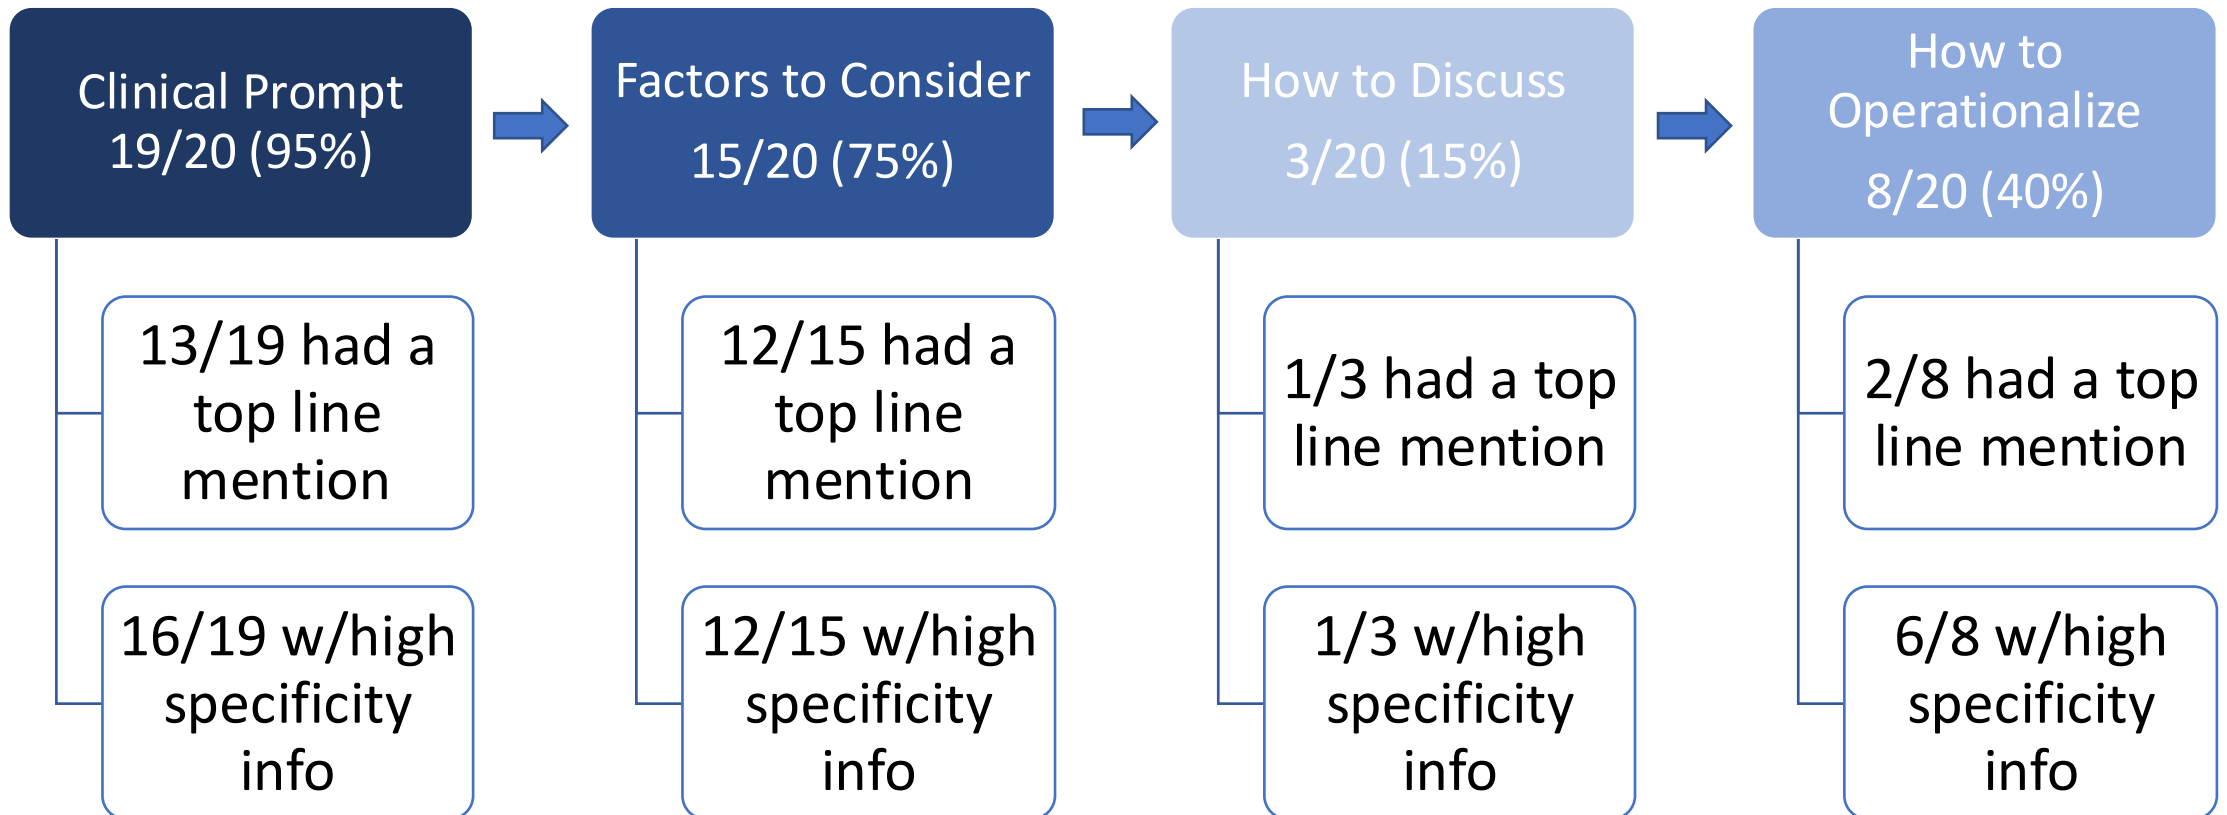 Clinical Prompt
19/20 (95%)
13/19 had a
top line
mention
16/19 w/high
specificity
info
Factors to Consider
15/20 (75%)
12/15 had a
top line
mention
12/15 w/high
specificity
info
How to Discuss
3/20 (15%)
1/3 had a top
line mention
1/3 w/high
specificity
info
How to
Operationalize
8/20 (40%)
2/8 had a top
line mention
6/8 w/high
specificity
info